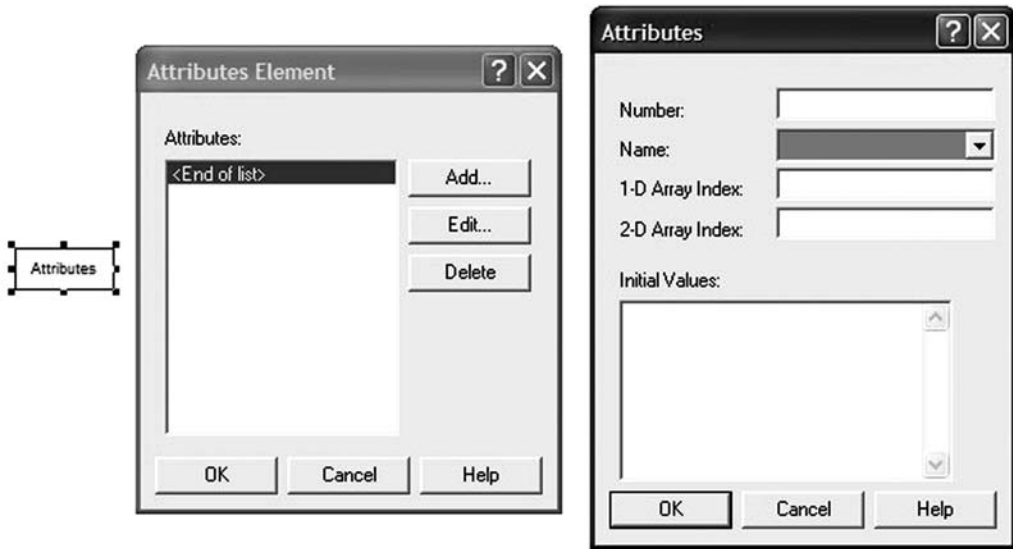 Attributes
Attributes Element
Attributes:
<End of list>
Add...
Edit...
Delete
OK Cancel Help
Attributes
Number:
Name:
1-D Array Index:
2-D Array Index:
Initial Values:
OK Cancel Help